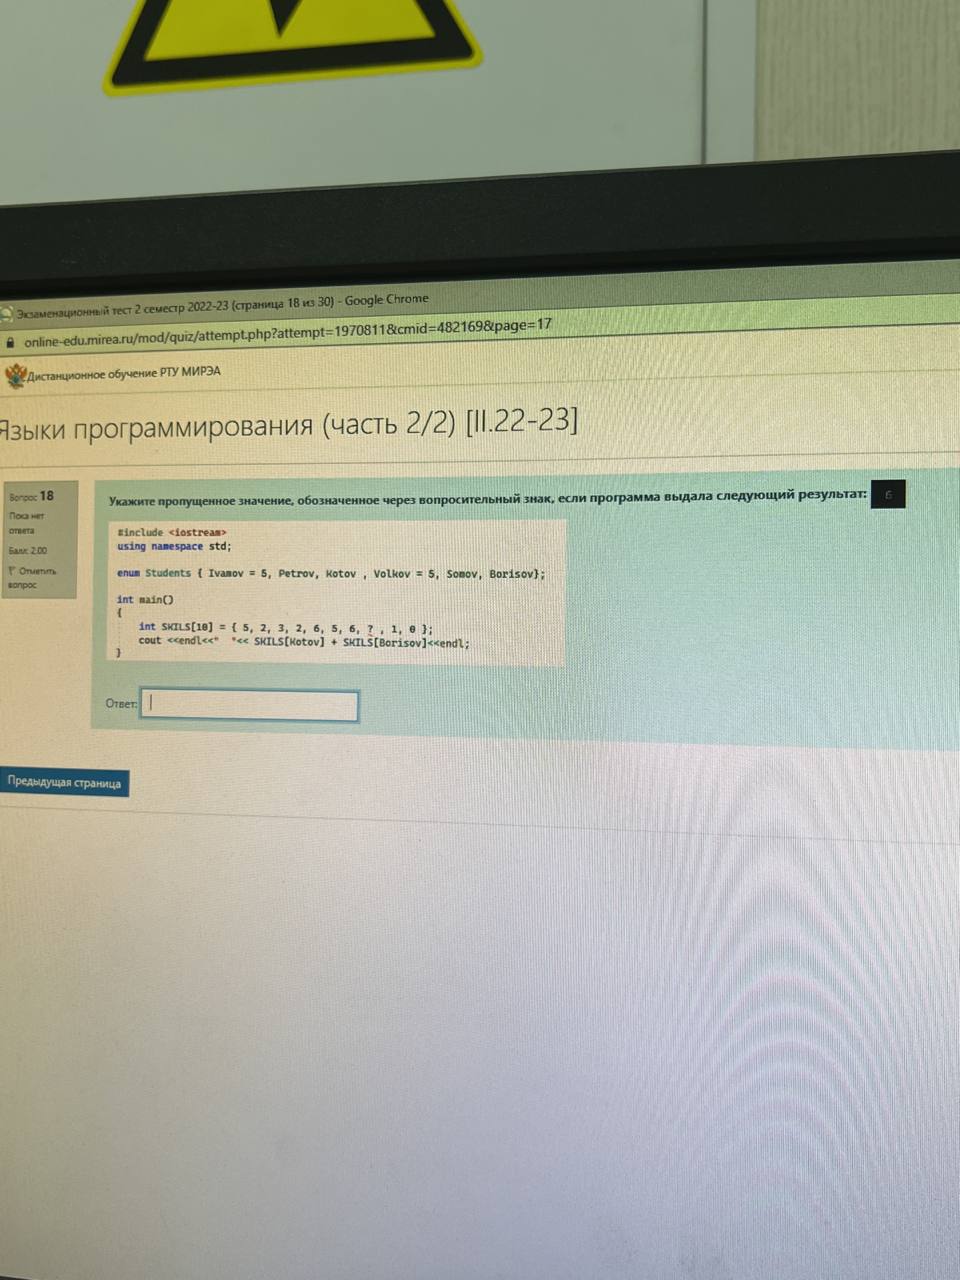 Экзаменационный тест 2 семестр 2022-23 (страница 18 из 30) - Google Chrome
online-edu.mirea.ru/mod/quiz/attempt.php?attempt=1970811&cmid=482169&page=17
Дистанционное обучение РТУ МИРЭА
Языки программирования (часть 2/2) [II.22-23]
Вопрос 18
Пока нет
ответа
Балл: 2,00
Отметить
вопрос
Укажите пропущенное значение, обозначенное через вопросительный знак, если программа выдала следующий результат: 6
#include <iostream>
using namespace std;
enum Students { Ivamov = 5, Petrov, Kotov , Volkov = 5, Somov, Borisov};
int main()
{
int SKILS[10] = { 5, 2, 3, 2, 6, 5, 6, ? , 1, 0 };
cout <<endl<<" "<< SKILS[Kotov] + SKILS[Borisov]<<endl;
}
Ответ:
Предыдущая страница